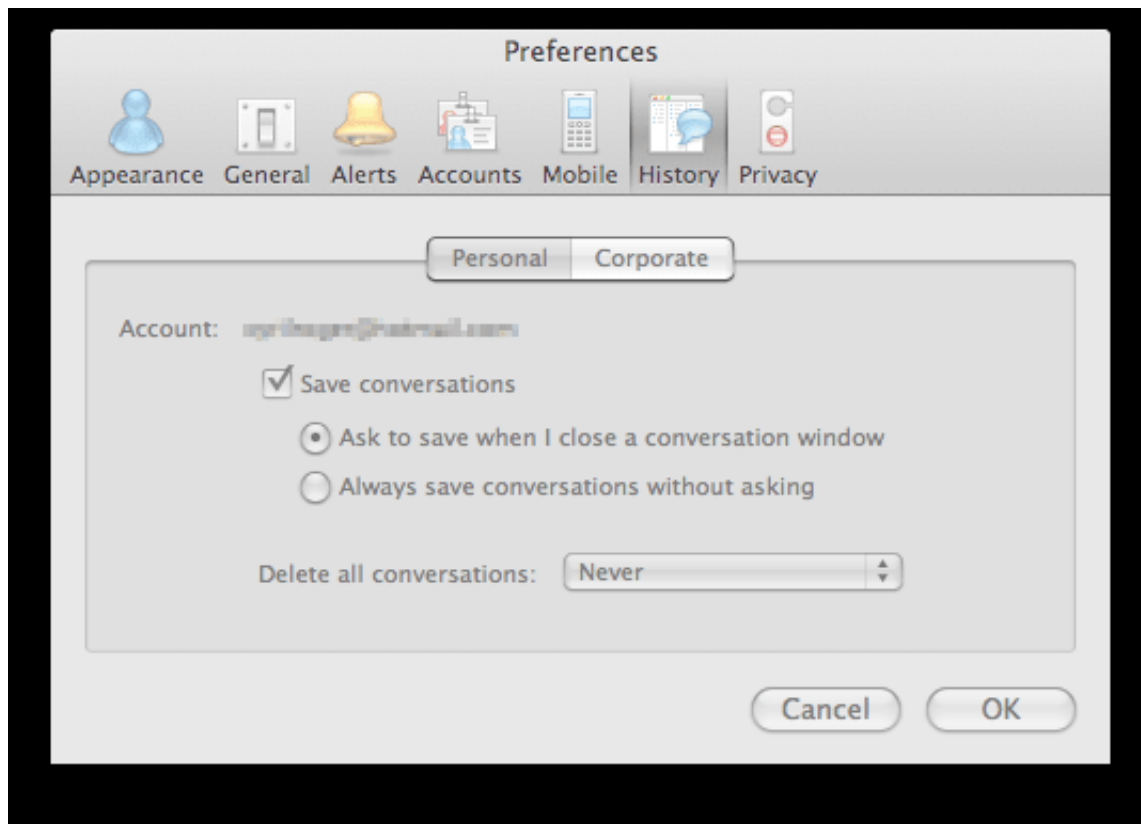 Preferences
Appearance General Alerts Accounts Mobile History Privacy
Personal Corporate
Account:
Save conversations
Ask to save when I close a conversation window
Always save conversations without asking
Delete all conversations: Never
Cancel OK